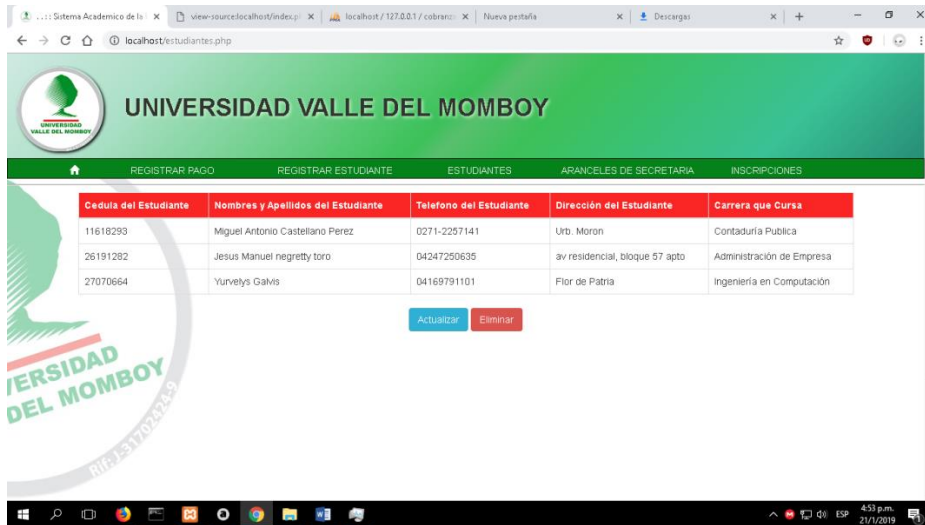 ..:: Sistema Academico de la
view-source:localhost/index.p
localhost / 127.0.0.1 / cobranz
Nueva pestaña
Descargas
localhost/estudiantes.php
UNIVERSIDAD
VALLE DEL MOMBOY
UNIVERSIDAD VALLE DEL MOMBOY
REGISTRAR PAGO
REGISTRAR ESTUDIANTE
ESTUDIANTES
ARANCELES DE SECRETARIA
INSCRIPCIONES
Cedula del Estudiante Nombres y Apellidos del Estudiante Telefono del Estudiante Dirección del Estudiante Carrera que Cursa
11618293 Miguel Antonio Castellano Perez 0271-2257141 Urb. Moron Contaduría Publica
26191282 Jesus Manuel negretty toro 04247250635 av residencial, bloque 57 apto Administración de Empresa
27070664 Yurvelys Galvis 04169791101 Flor de Patria Ingeniería en Computación
Actualizar Eliminar
VERSIDAD
DEL MOMBOY
Rif: J-31702424-9
ESP
4:53 p.m.
21/1/2019